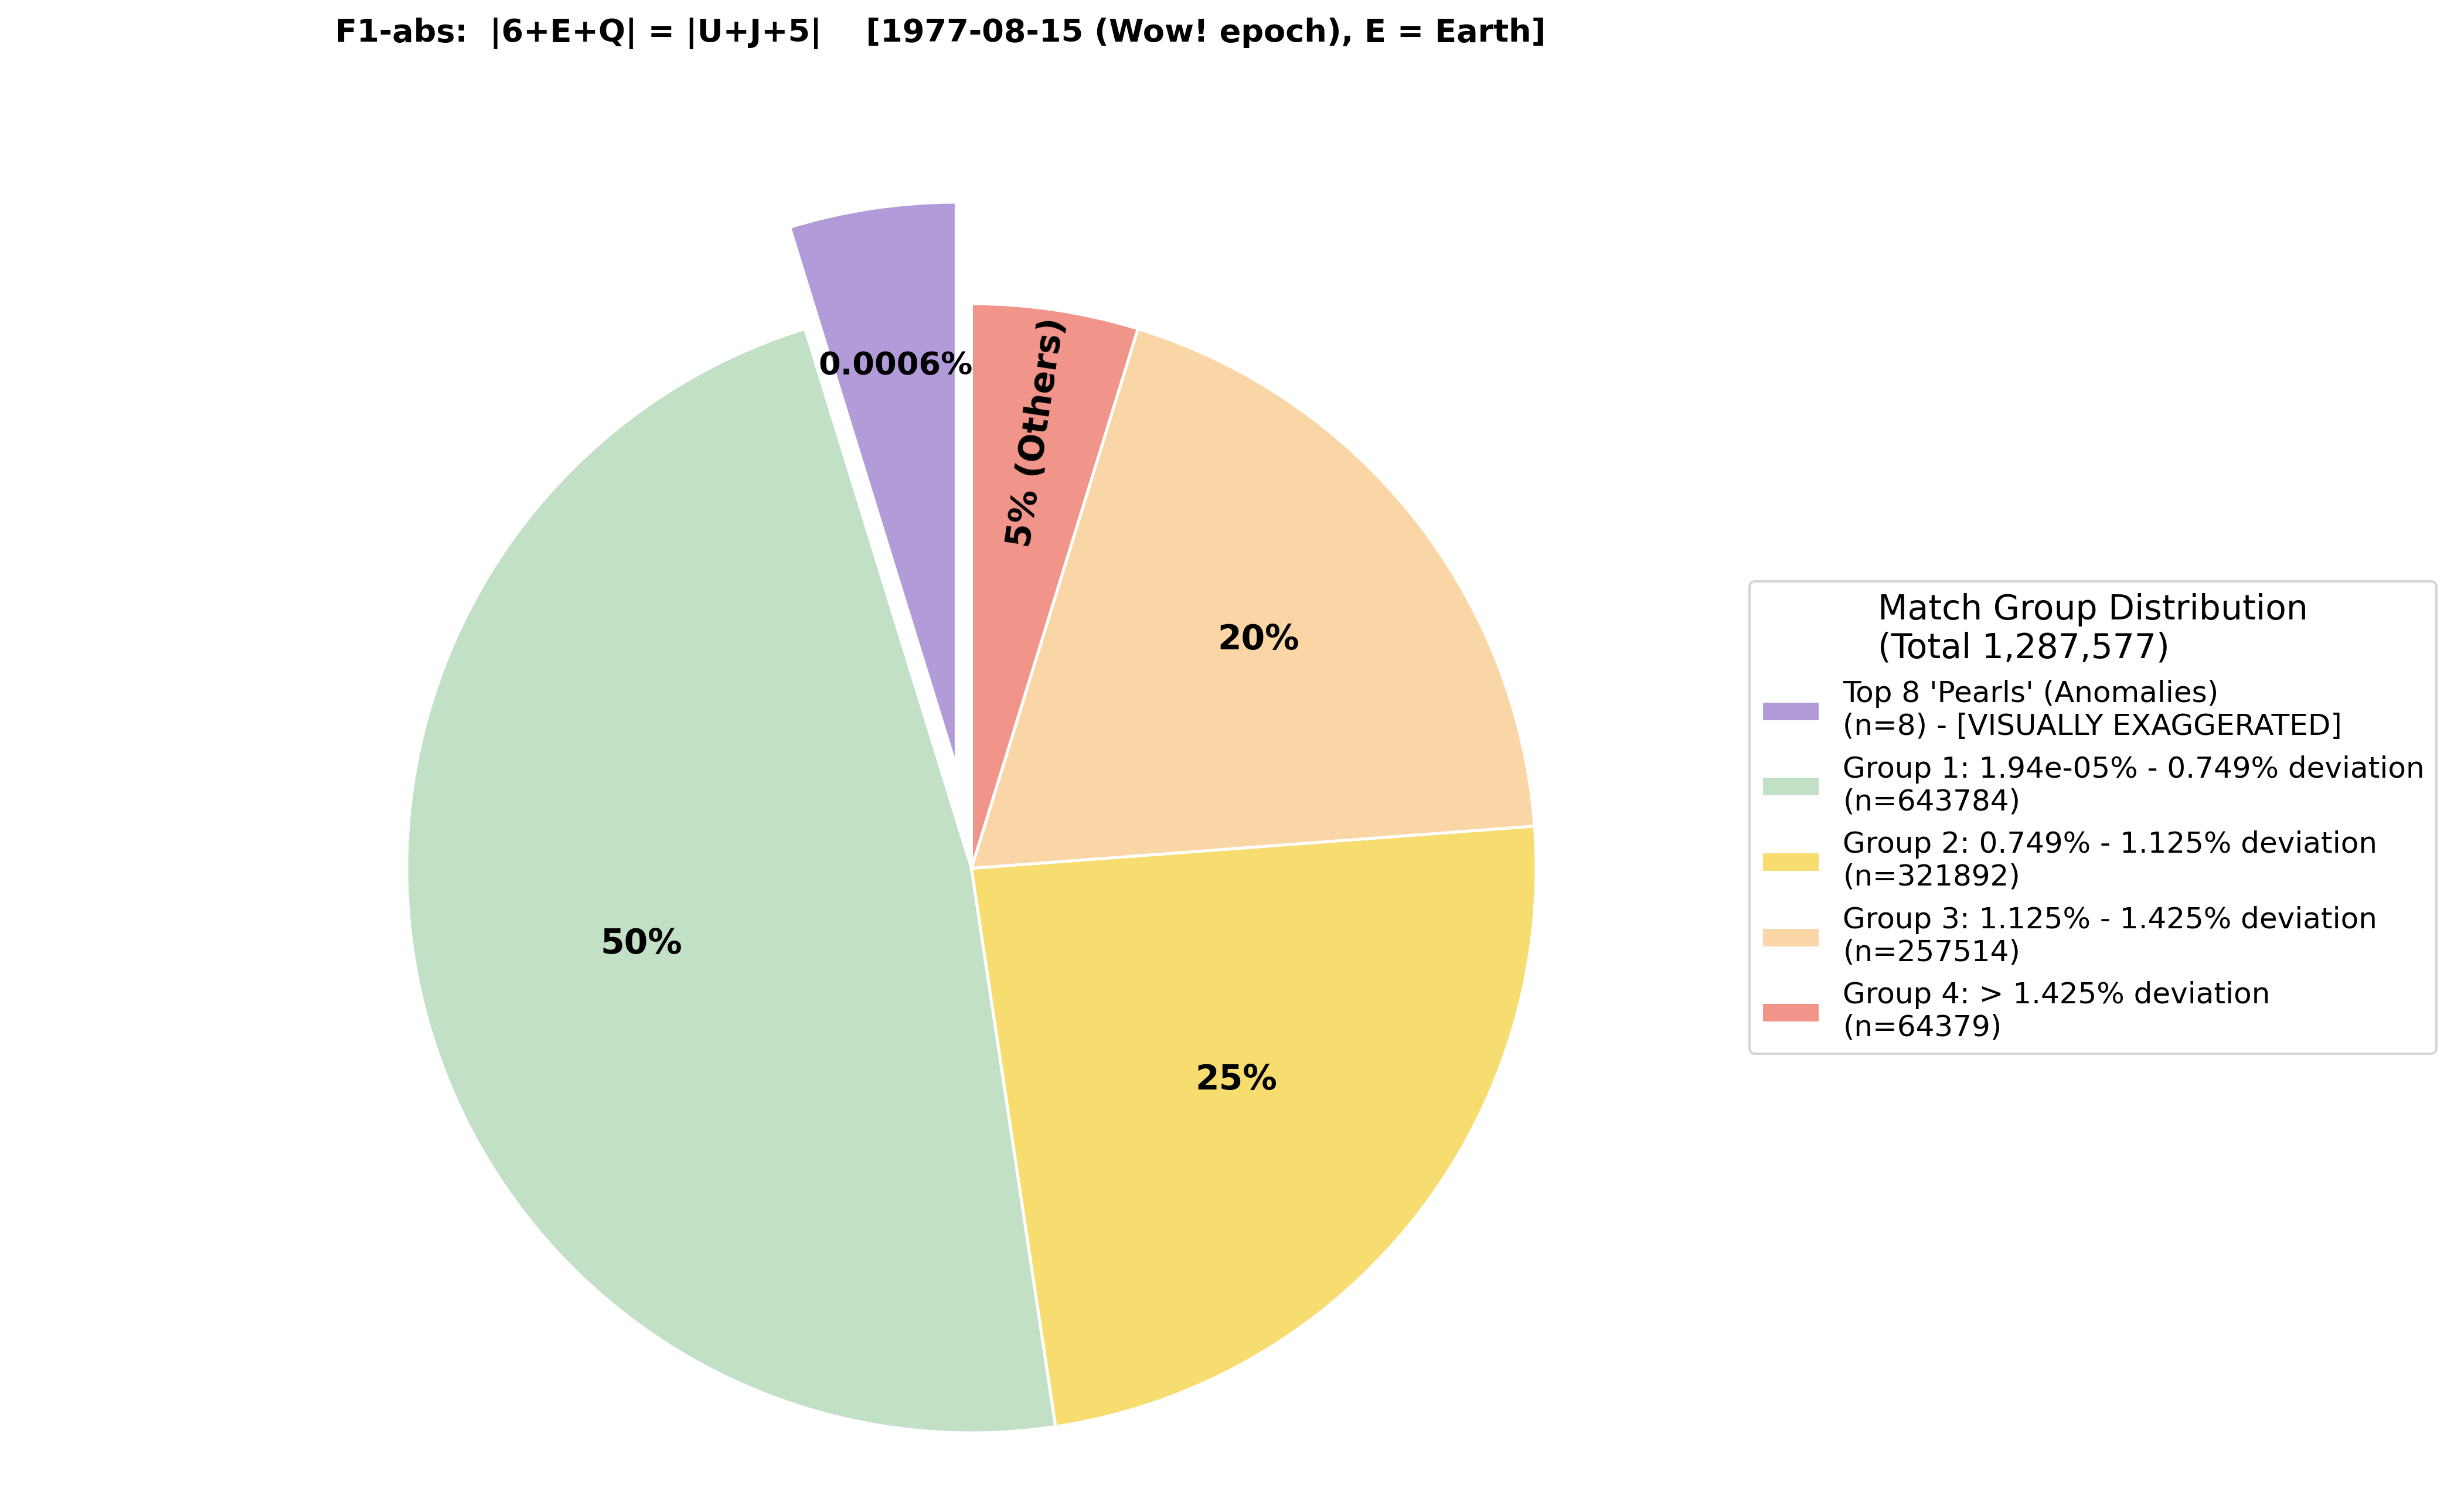 F1-abs:  |6+E+Q| = |U+J+5|    [1977-08-15 (Wow! epoch), E = Earth]
0.0006%
5% (Others)
20%
50%
25%
Match Group Distribution
(Total 1,287,577)
Top 8 'Pearls' (Anomalies)
(n=8) - [VISUALLY EXAGGERATED]
Group 1: 1.94e-05% - 0.749% deviation
(n=643784)
Group 2: 0.749% - 1.125% deviation
(n=321892)
Group 3: 1.125% - 1.425% deviation
(n=257514)
Group 4: > 1.425% deviation
(n=64379)